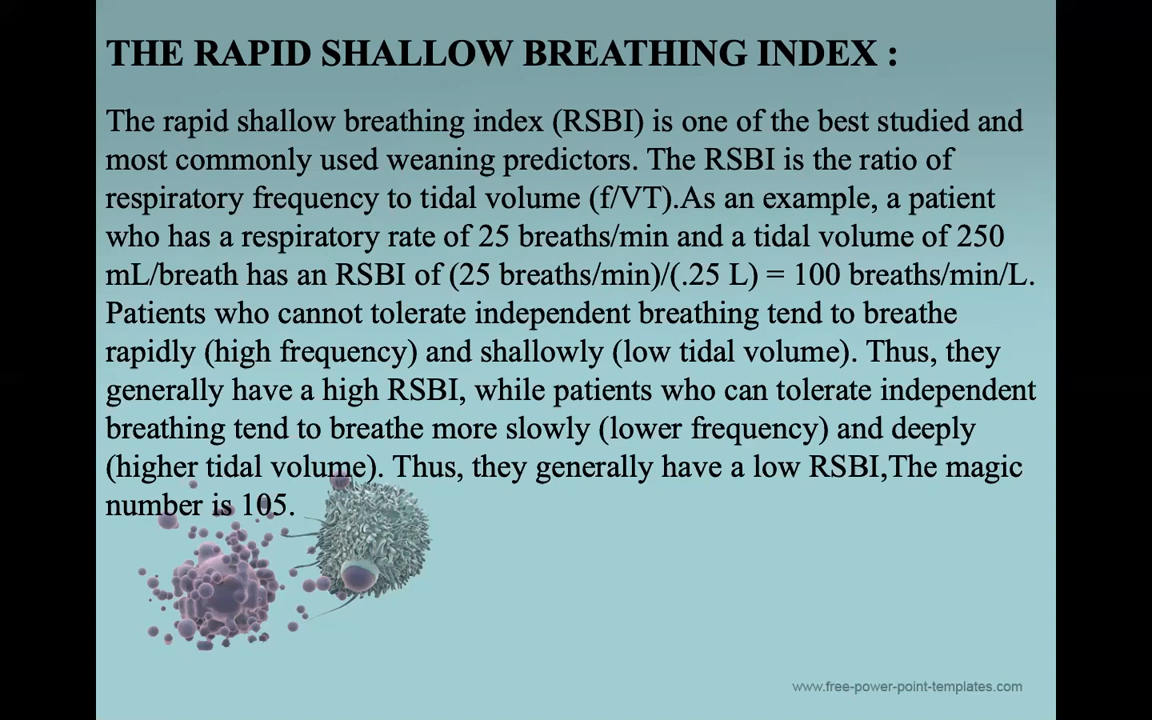 THE RAPID SHALLOW BREATHING INDEX :
The rapid shallow breathing index (RSBI) is one of the best studied and
most commonly used weaning predictors. The RSBI is the ratio of
respiratory frequency to tidal volume (f/VT).As an example, a patient
who has a respiratory rate of 25 breaths/min and a tidal volume of 250
mL/breath has an RSBI of (25 breaths/min)/(.25 L) = 100 breaths/min/L.
Patients who cannot tolerate independent breathing tend to breathe
rapidly (high frequency) and shallowly (low tidal volume). Thus, they
generally have a high RSBI, while patients who can tolerate independent
breathing tend to breathe more slowly (lower frequency) and deeply
(higher tidal volume). Thus, they generally have a low RSBI,The magic
number is 105.
www.free-power-point-templates.com